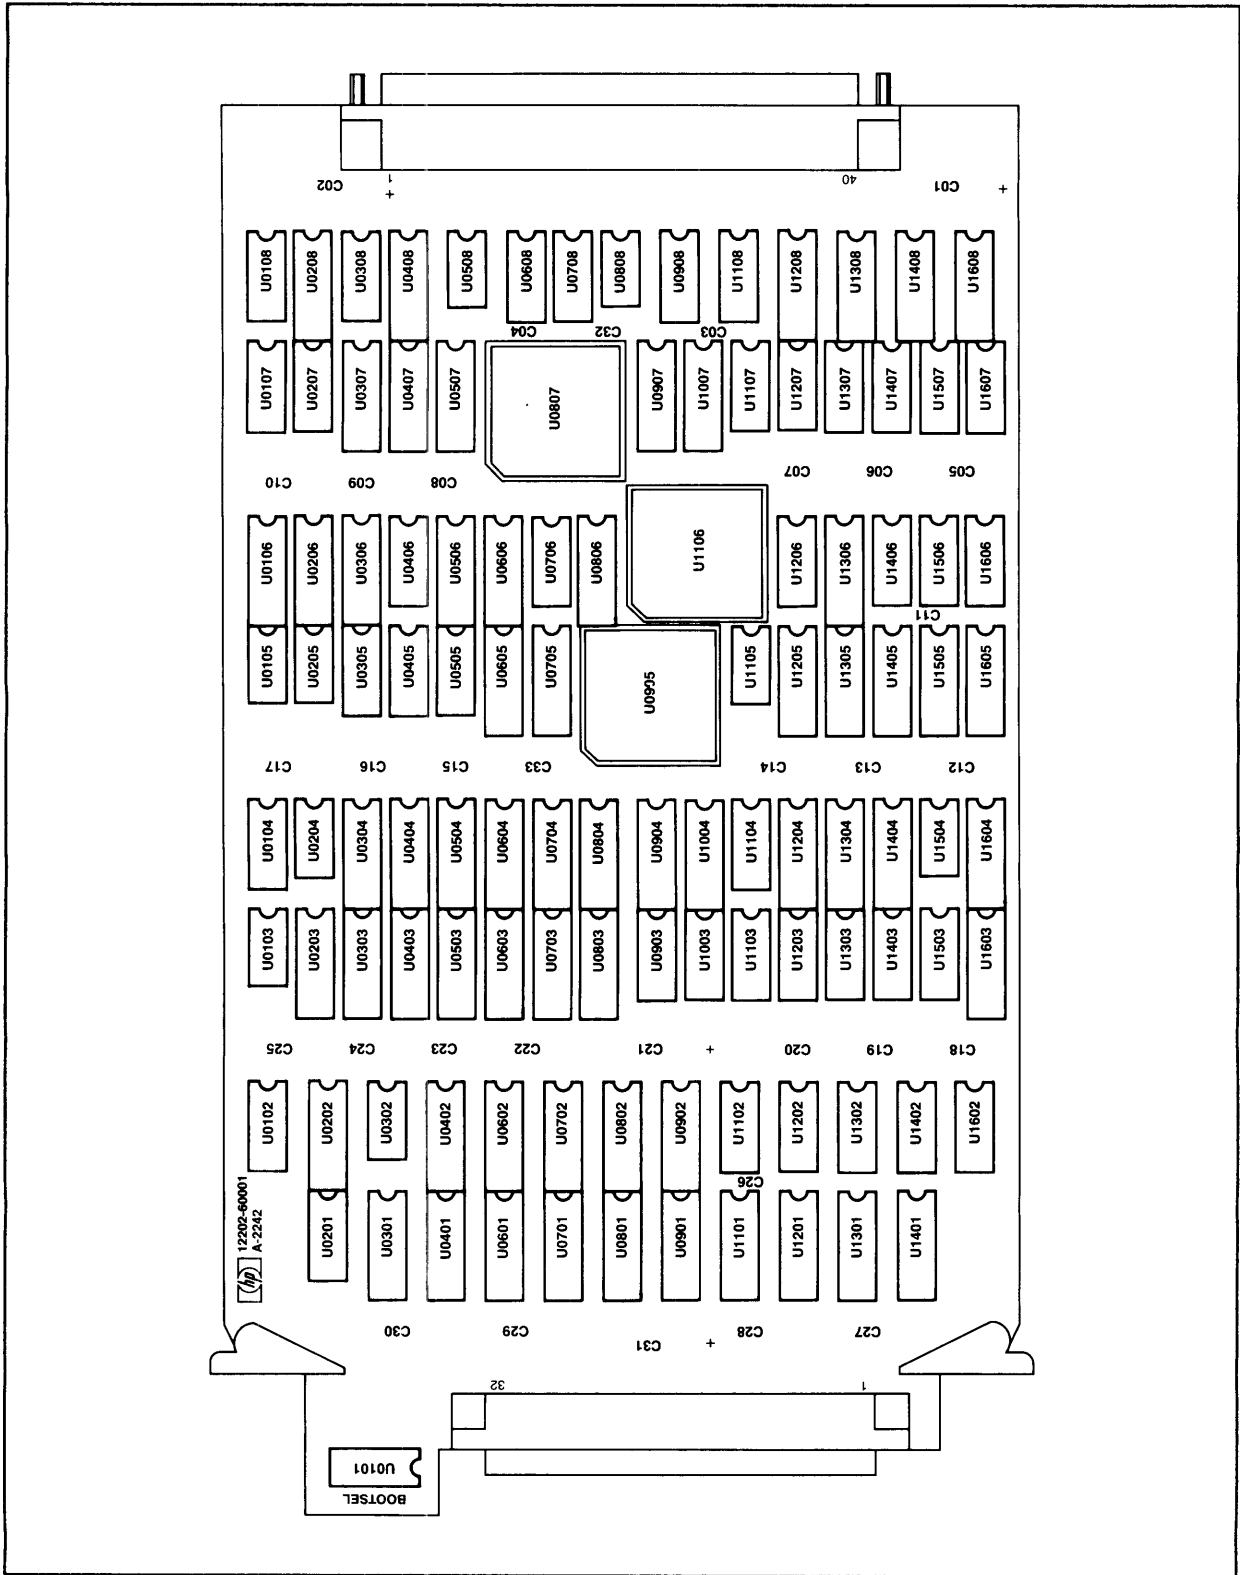 C02
1
+
40
C01
+
U0108 U0208 U0308 U0408 U0508 U0608 U0708 U0808 U0908 U1108 U1208 U1308 U1408 U1608
C04 C32 C03
U0107 U0207 U0307 U0407 U0507 U0807 U0907 U1007 U1107 U1207 U1307 U1407 U1507 U1607
C10 C09 C08 C07 C06 C05
U0106 U0206 U0306 U0406 U0506 U0606 U0706 U0806 U1106 U1206 U1306 U1406 U1506 U1606
C11
U0105 U0205 U0305 U0405 U0505 U0605 U0705 U0905 U1105 U1205 U1305 U1405 U1505 U1605
C17 C16 C15 C33 C14 C13 C12
U0104 U0204 U0304 U0404 U0504 U0604 U0704 U0804 U0904 U1004 U1104 U1204 U1304 U1404 U1504 U1604
U0103 U0203 U0303 U0403 U0503 U0603 U0703 U0803 U0903 U1003 U1103 U1203 U1303 U1403 U1503 U1603
C25 C24 C23 C22 C21 + C20 C19 C18
U0102 U0202 U0302 U0402 U0602 U0702 U0802 U0902 U1102 U1202 U1302 U1402 U1602
C26
hp
12202-60001
A-2242
U0201 U0301 U0401 U0601 U0701 U0801 U0901 U1101 U1201 U1301 U1401
C30 C29 C31 + C28 C27
32
1
U0101
BOOTSEL